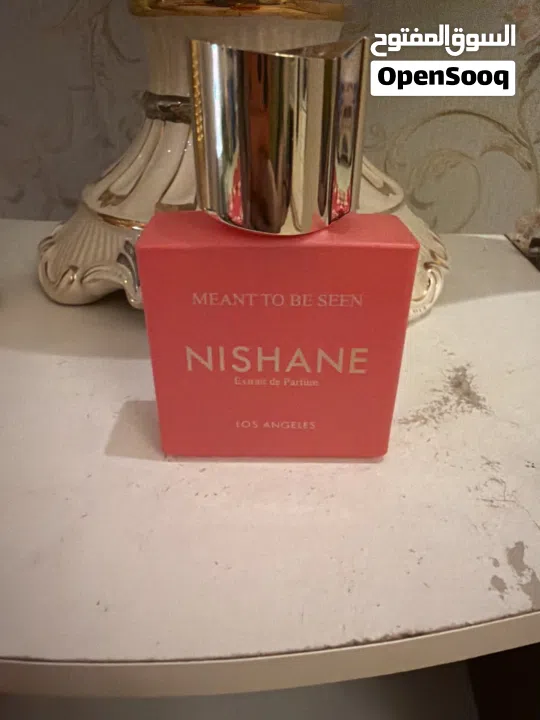 السوق المفتوح
OpenSooq
MEANT TO BE SEEN
NISHANE
Extrait de Parfum
LOS ANGELES